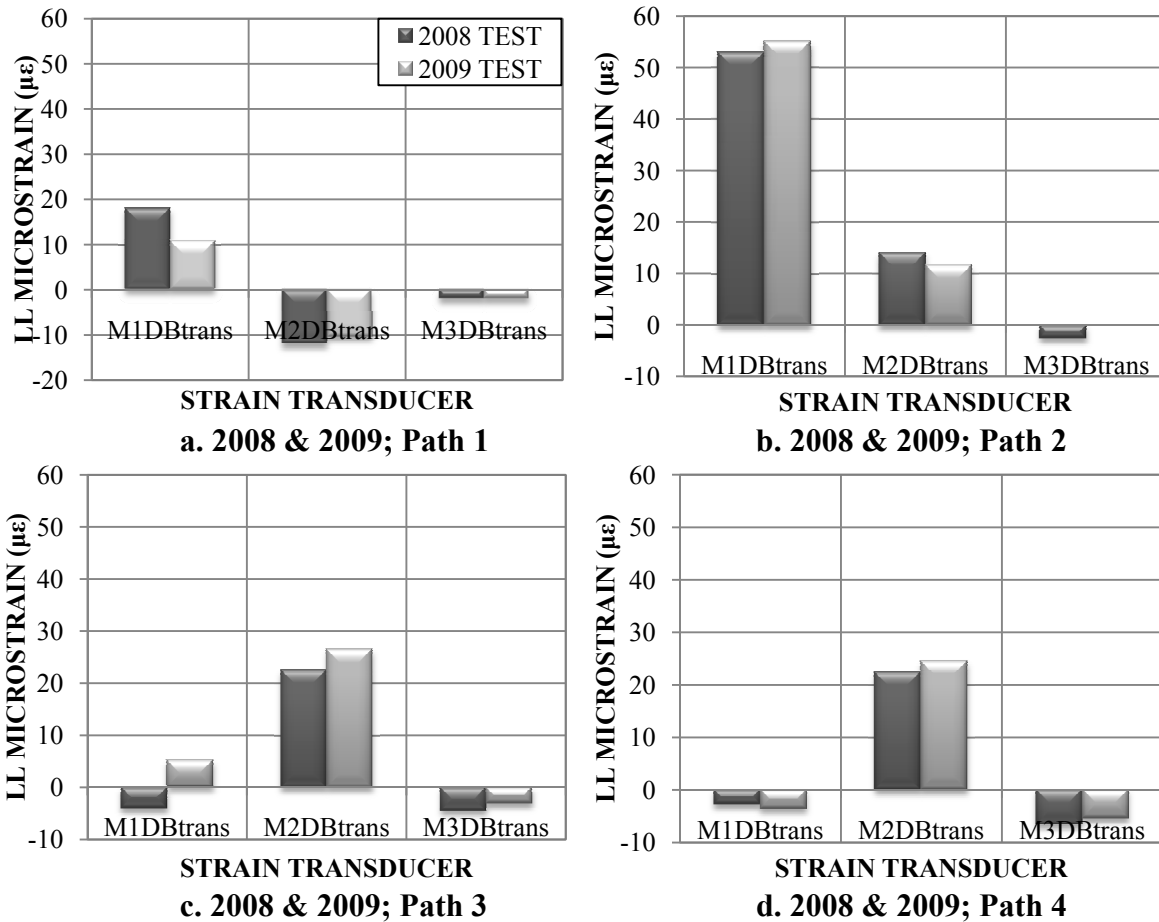 LL MICROSTRAIN (µε)
60
50
40
30
20
10
0
-10
-20
2008 TEST
2009 TEST
M1DBtrans
M2DBtrans
M3DBtrans
STRAIN TRANSDUCER
a. 2008 & 2009; Path 1
LL MICROSTRAIN (µε)
60
50
40
30
20
10
0
-10
M1DBtrans
M2DBtrans
M3DBtrans
STRAIN TRANSDUCER
b. 2008 & 2009; Path 2
LL MICROSTRAIN (µε)
60
50
40
30
20
10
0
-10
M1DBtrans
M2DBtrans
M3DBtrans
STRAIN TRANSDUCER
c. 2008 & 2009; Path 3
LL MICROSTRAIN (µε)
60
50
40
30
20
10
0
-10
M1DBtrans
M2DBtrans
M3DBtrans
STRAIN TRANSDUCER
d. 2008 & 2009; Path 4